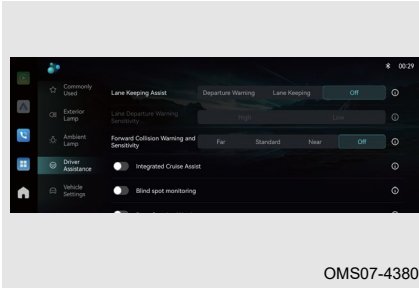 00:29
Commonly
Used
Lane Keeping Assist
Departure Warning
Lane Keeping
Off
Exterior
Lamp
Lane Departure Warning
Sensitivity
High
Low
Ambient
Lamp
Forward Collision Warning and
Sensitivity
Far
Standard
Near
Off
Driver
Assistance
Integrated Cruise Assist
Blind spot monitoring
Vehicle
Settings
OMS07-4380